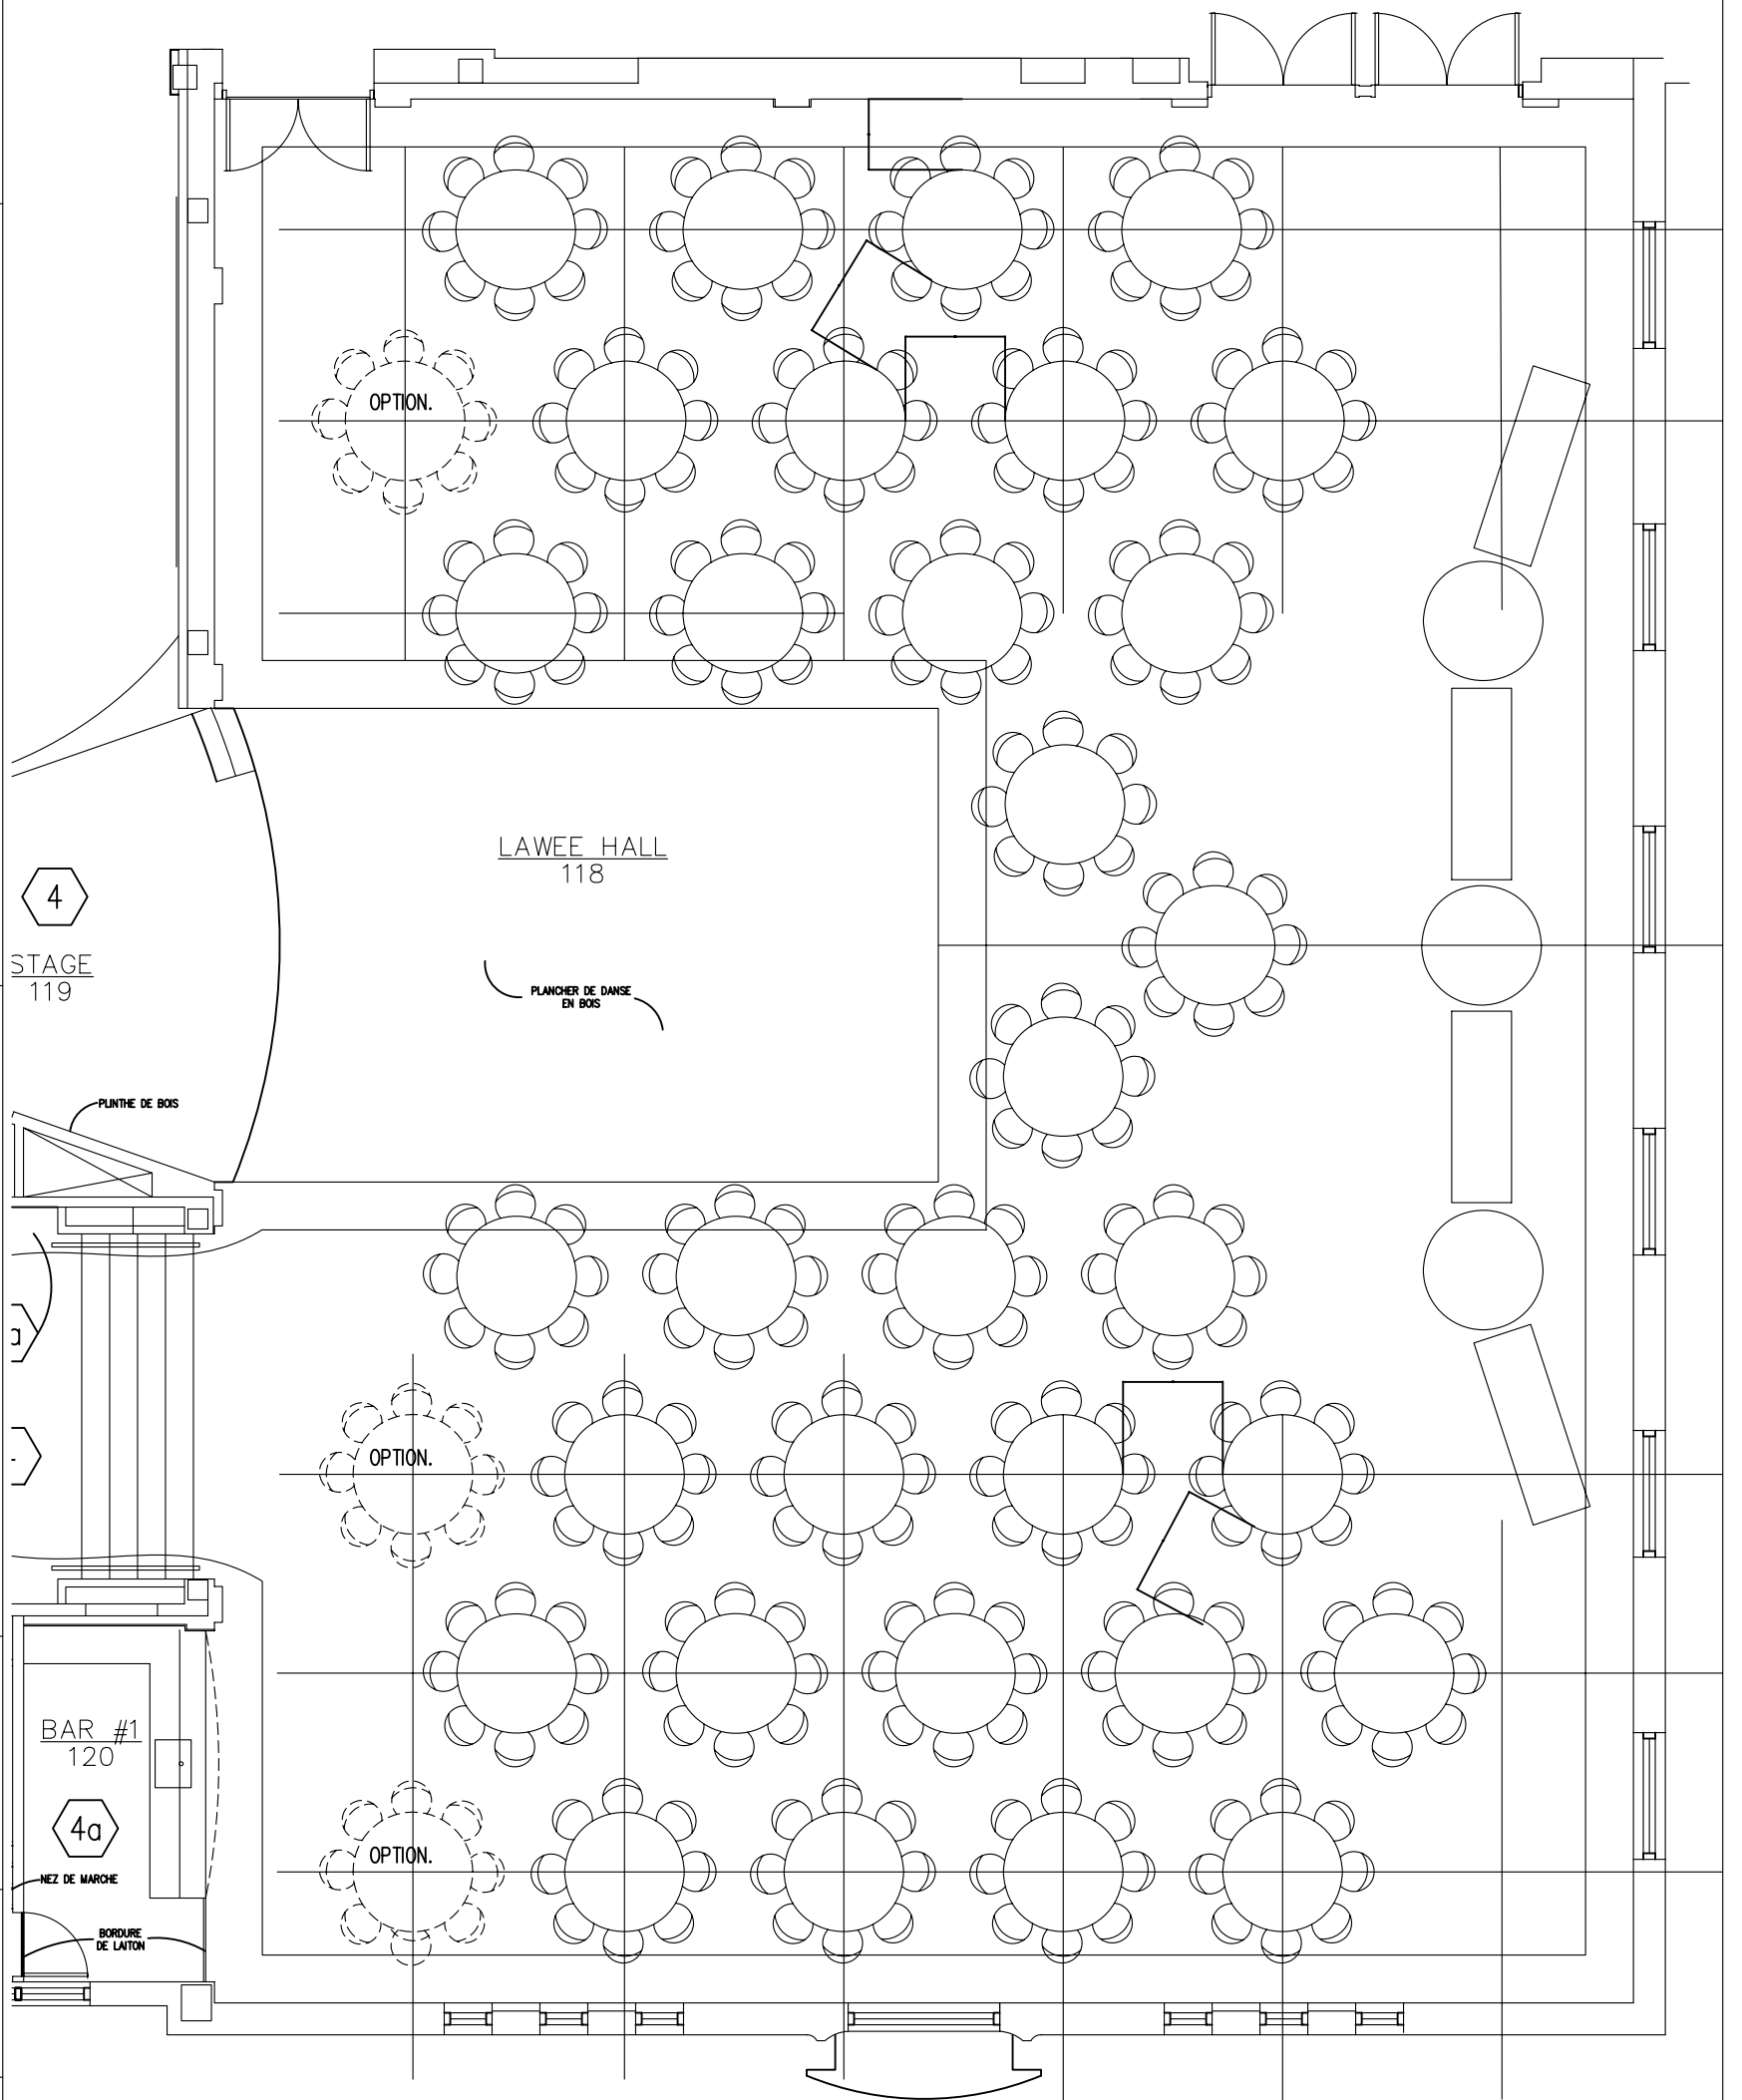 OPTION.
LAWEE HALL
118
4
STAGE
119
PLANCHER DE DANSE
EN BOIS
PLINTHE DE BOIS
a
OPTION.
BAR #1
120
4a
OPTION.
NEZ DE MARCHE
BORDURE
DE LAITON